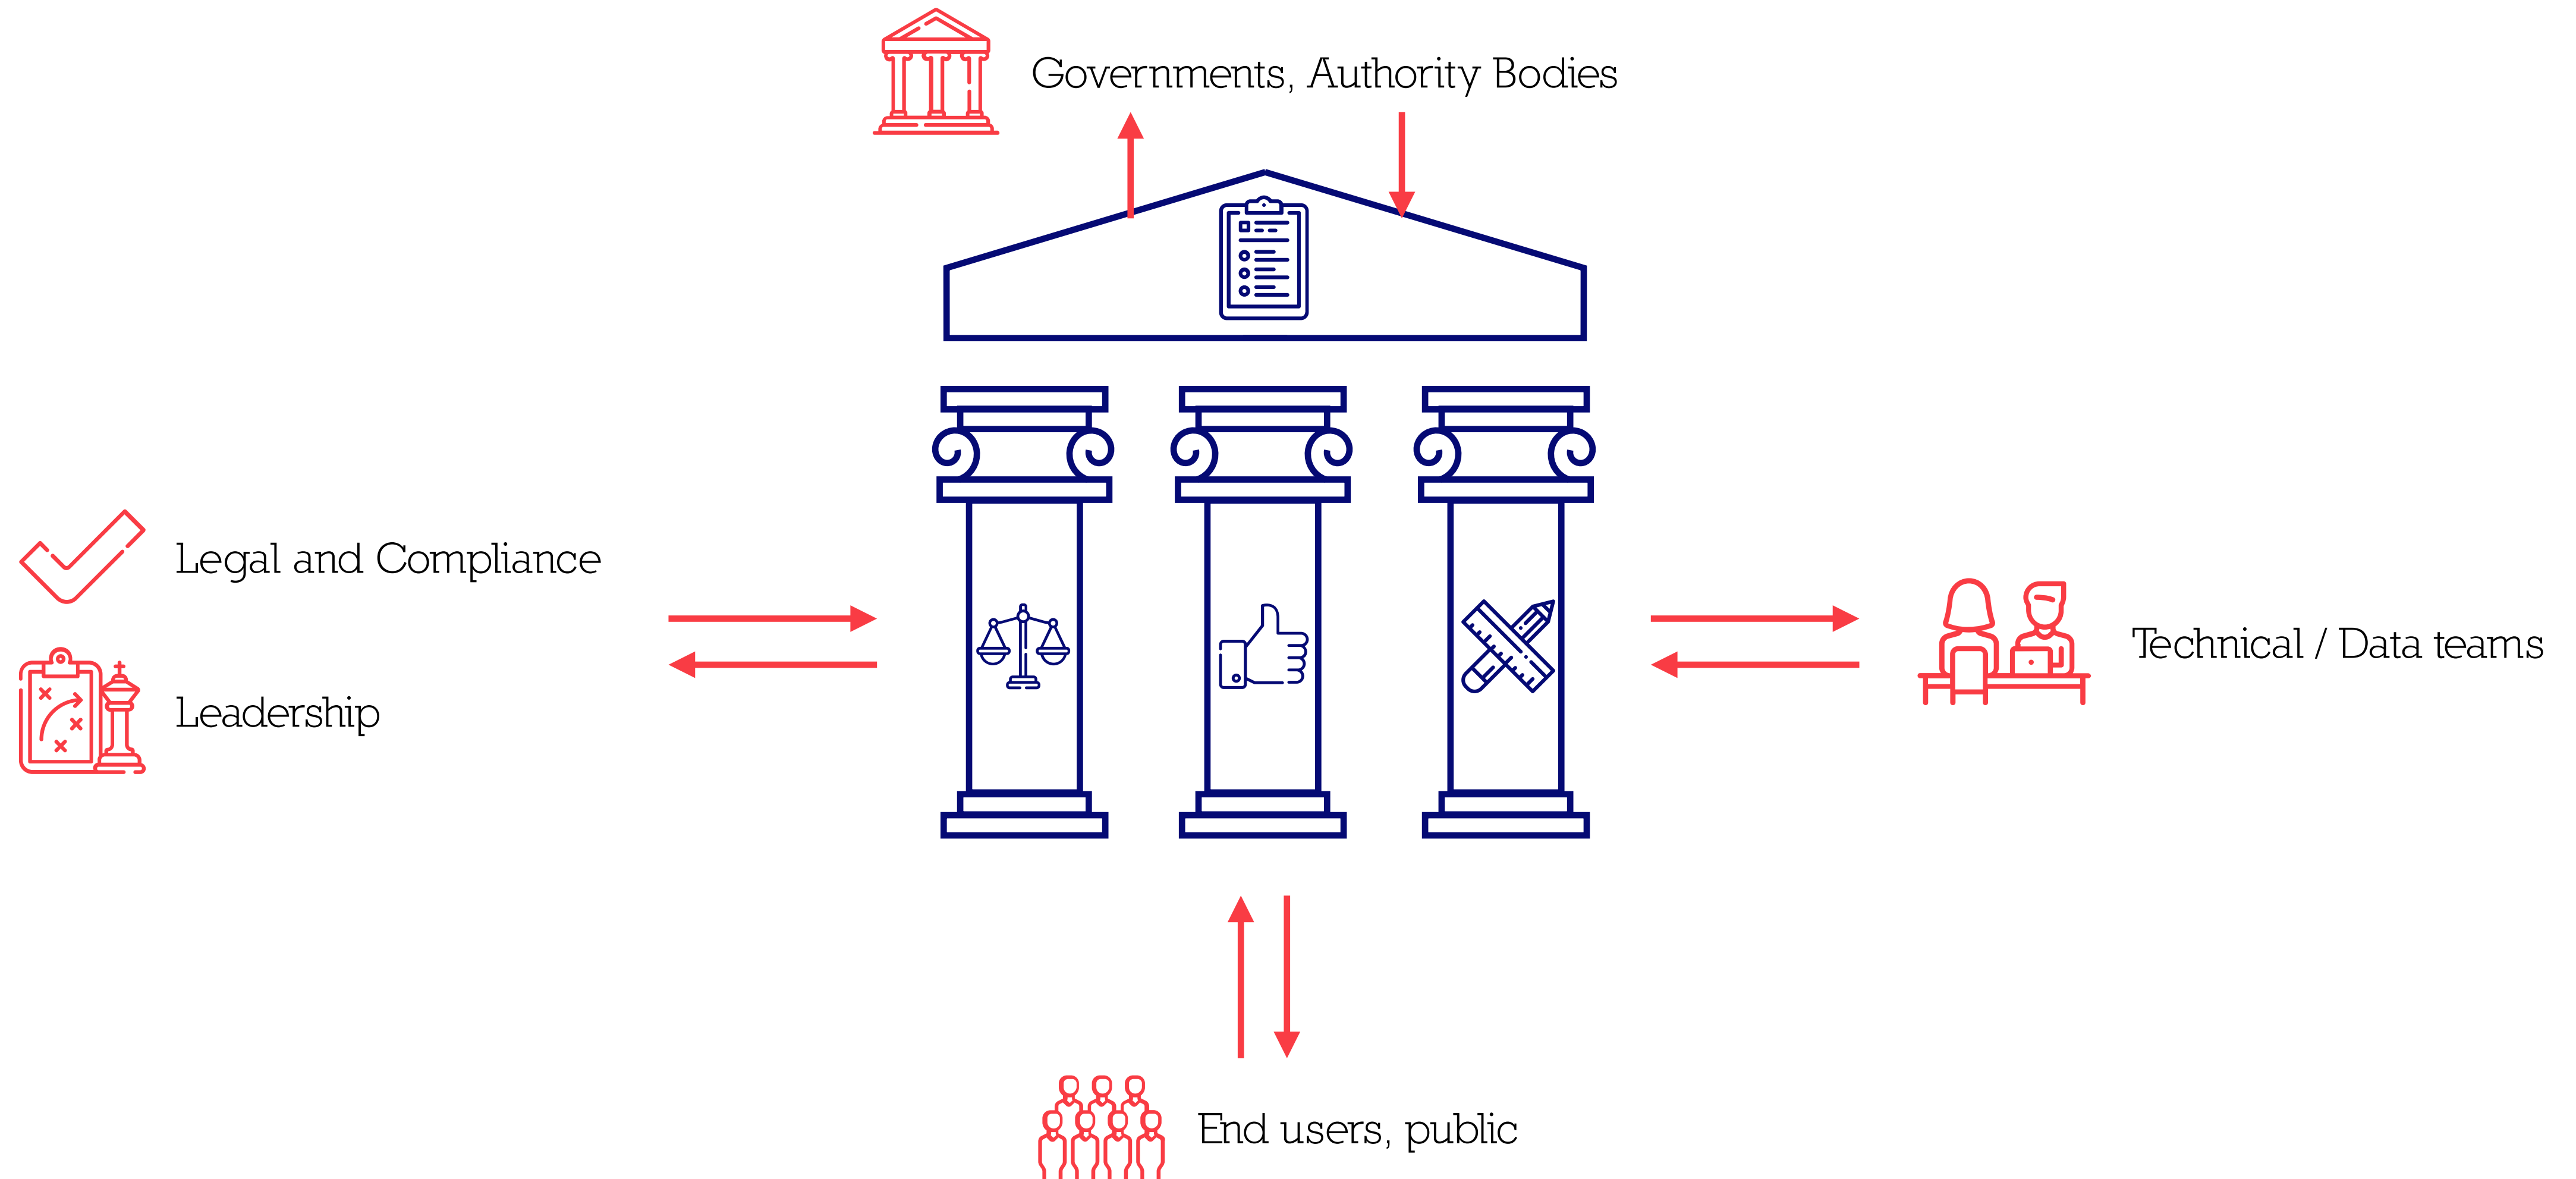 Governments, Authority Bodies
Legal and Compliance
Leadership
Technical / Data teams
End users, public